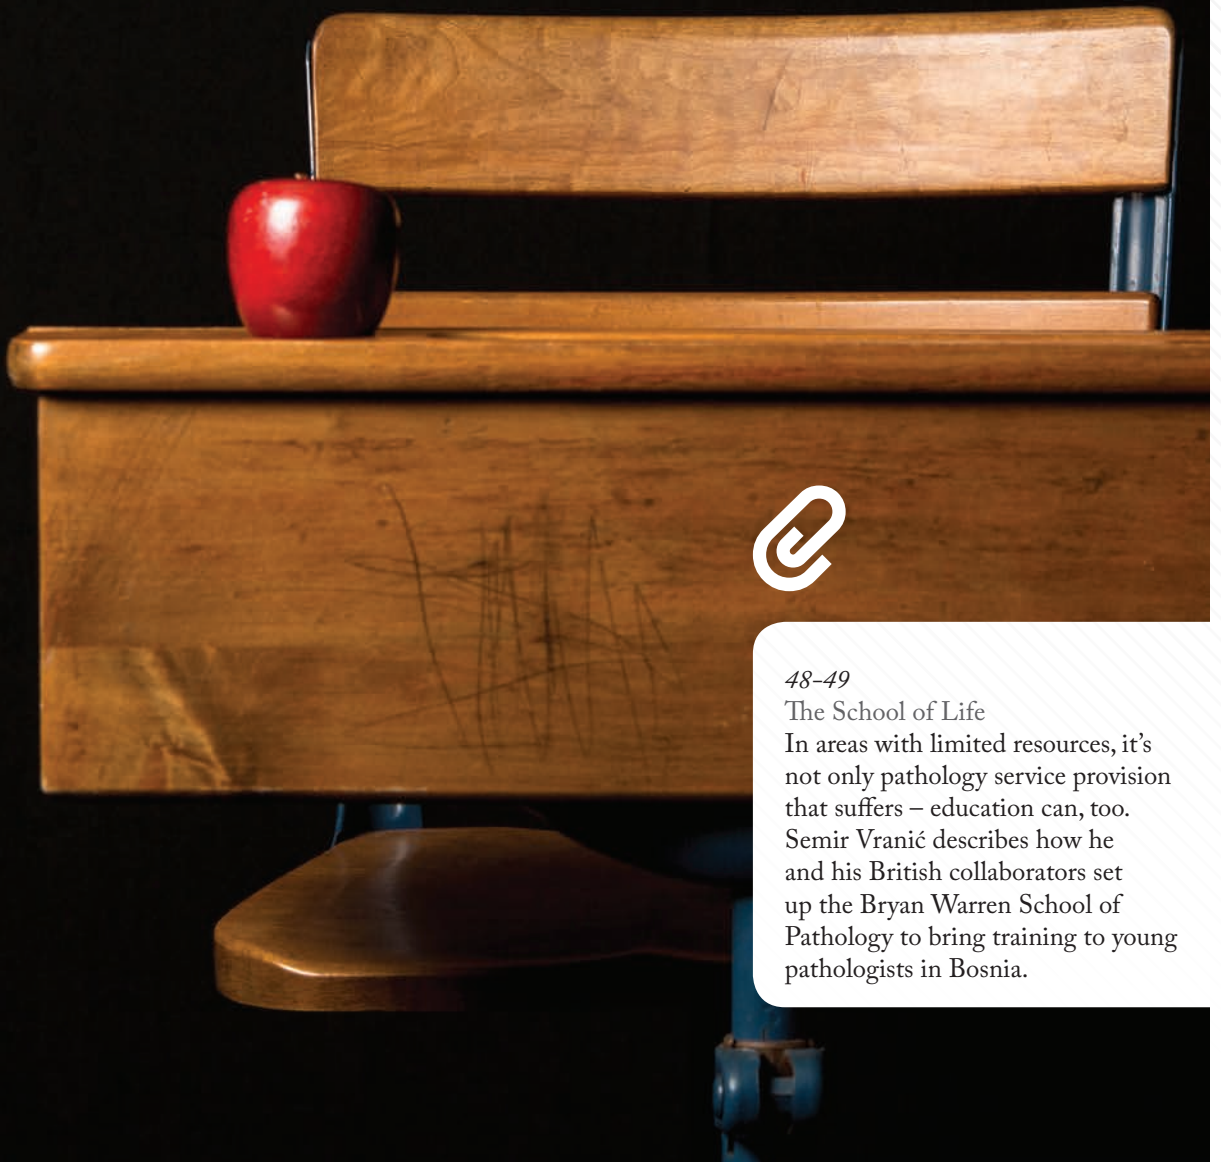 48-49
The School of Life
In areas with limited resources, it’s
not only pathology service provision
that suffers – education can, too.
Semir Vranić describes how he
and his British collaborators set
up the Bryan Warren School of
Pathology to bring training to young
pathologists in Bosnia.